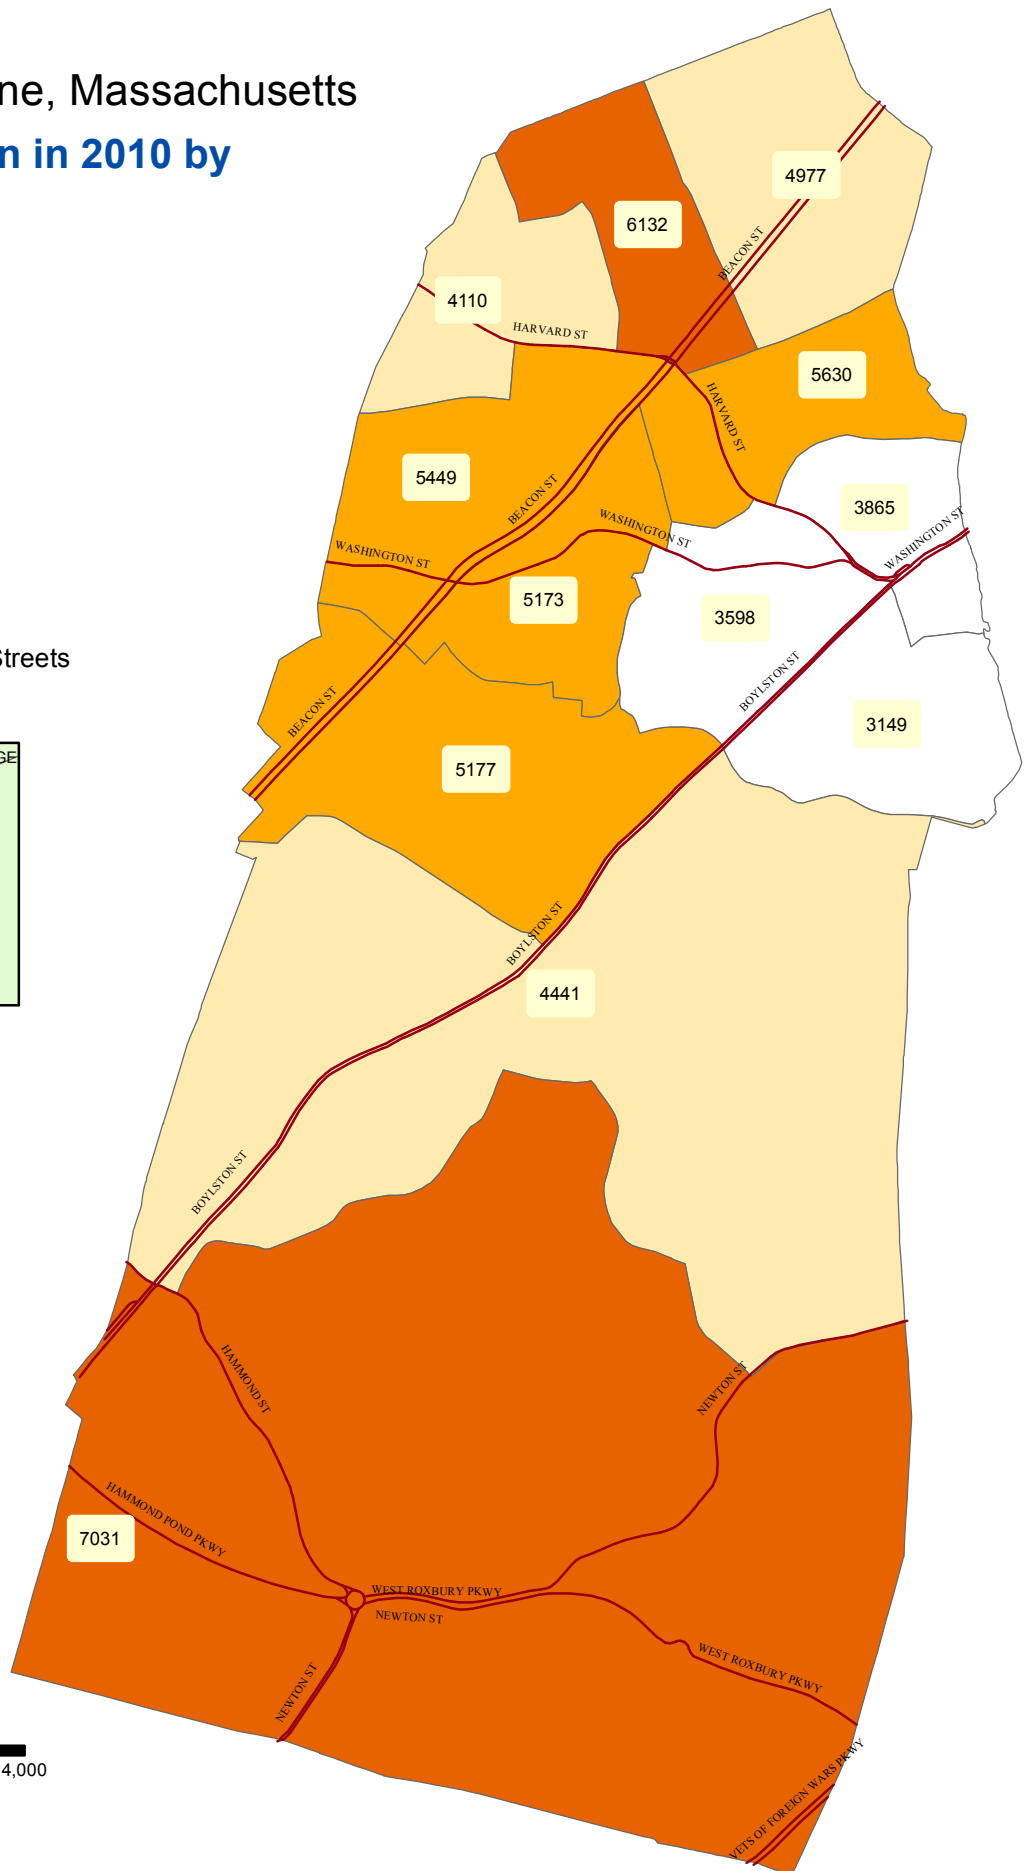 ne, Massachusetts
n in 2010 by
4977
6132
BEACON ST
4110
HARVARD ST
5630
HARVARD ST
5449
BEACON ST
3865
WASHINGTON ST
WASHINGTON ST
WASHINGTON ST
5173
3598
Streets
BOYLSTON ST
BEACON ST
3149
GE
5177
BOYLSTON ST
4441
BOYLSTON ST
HAMMOND ST
NEWTON ST
HAMMOND POND PKWY
7031
WEST ROXBURY PKWY
NEWTON ST
WEST ROXBURY PKWY
NEWTON ST
4,000
VETS OF FOREIGN WARS PKWY